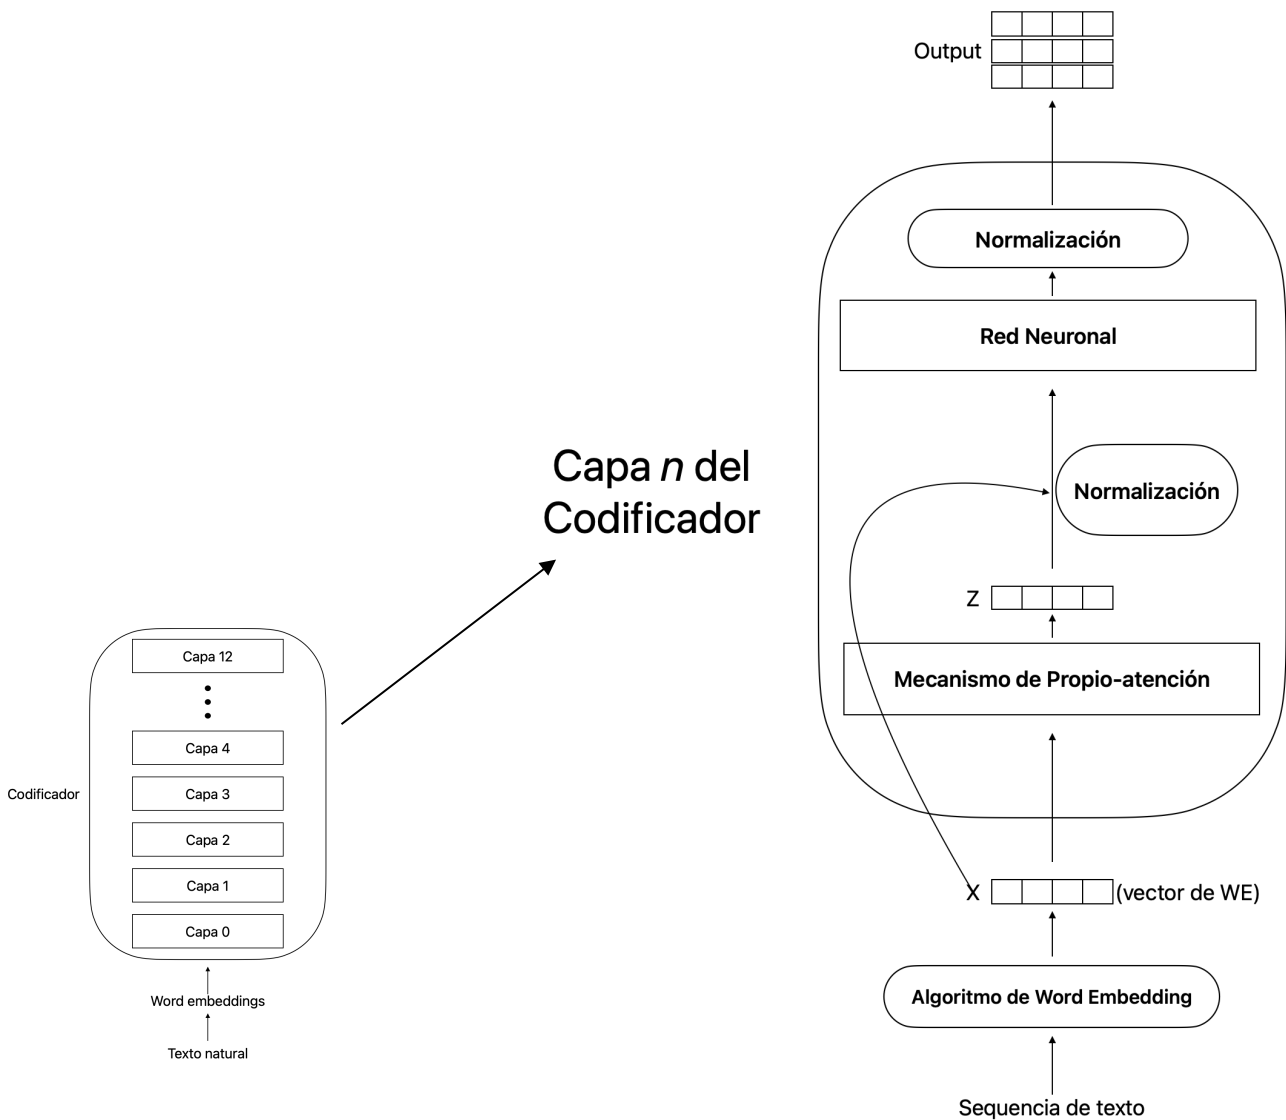 Capa 12
Capa 4
Capa 3
Codificador
Capa 2
Capa 1
Capa 0
Word embeddings
Texto natural
Capa n del
Codificador
Output
Normalización
Red Neuronal
Normalización
Z
Mecanismo de Propio-atención
X (vector de WE)
Algoritmo de Word Embedding
Sequencia de texto